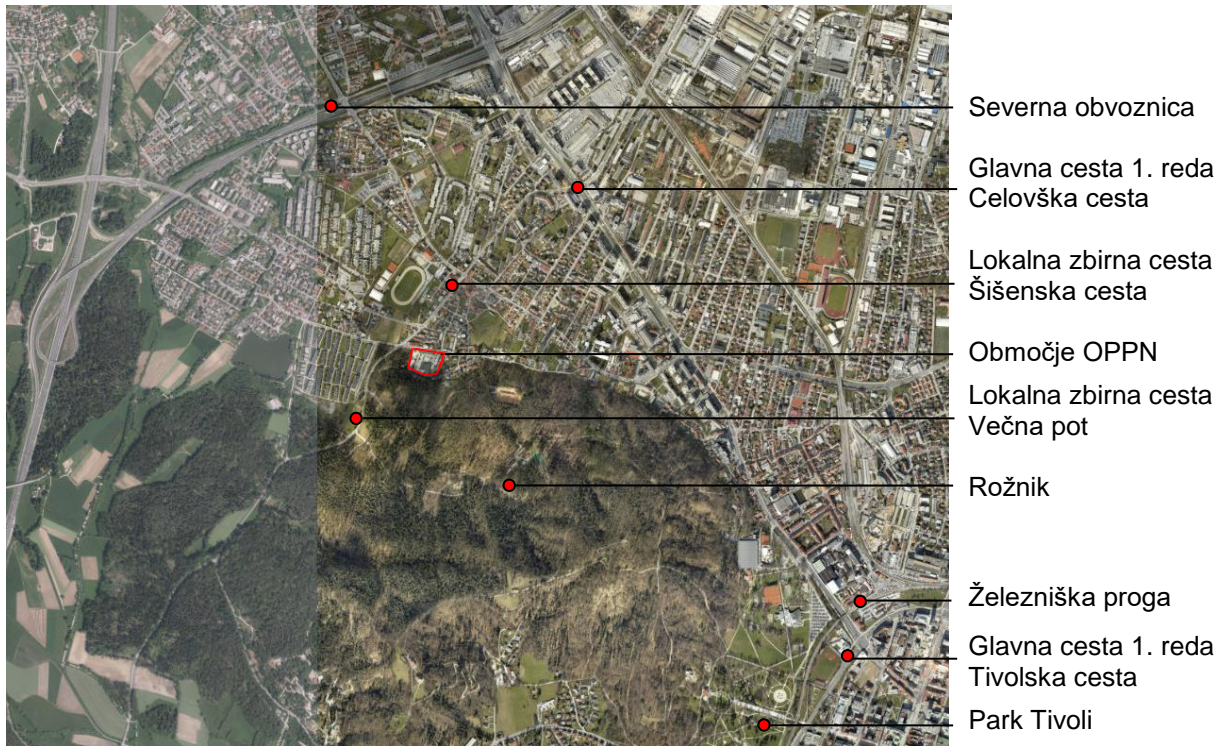 Severna obvoznica
Glavna cesta 1. reda
Celovška cesta
Lokalna zbirna cesta
Šišenska cesta
Območje OPPN
Lokalna zbirna cesta
Večna pot
Rožnik
Železniška proga
Glavna cesta 1. reda
Tivolska cesta
Park Tivoli